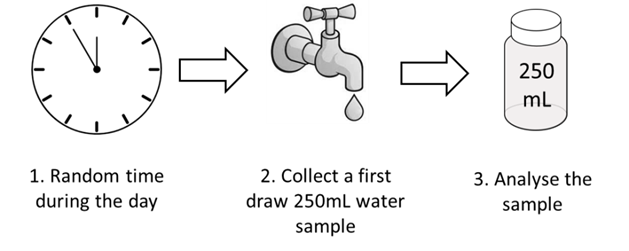 250
mL
1. Random time
during the day
2. Collect a first
draw 250mL water
sample
3. Analyse the
sample